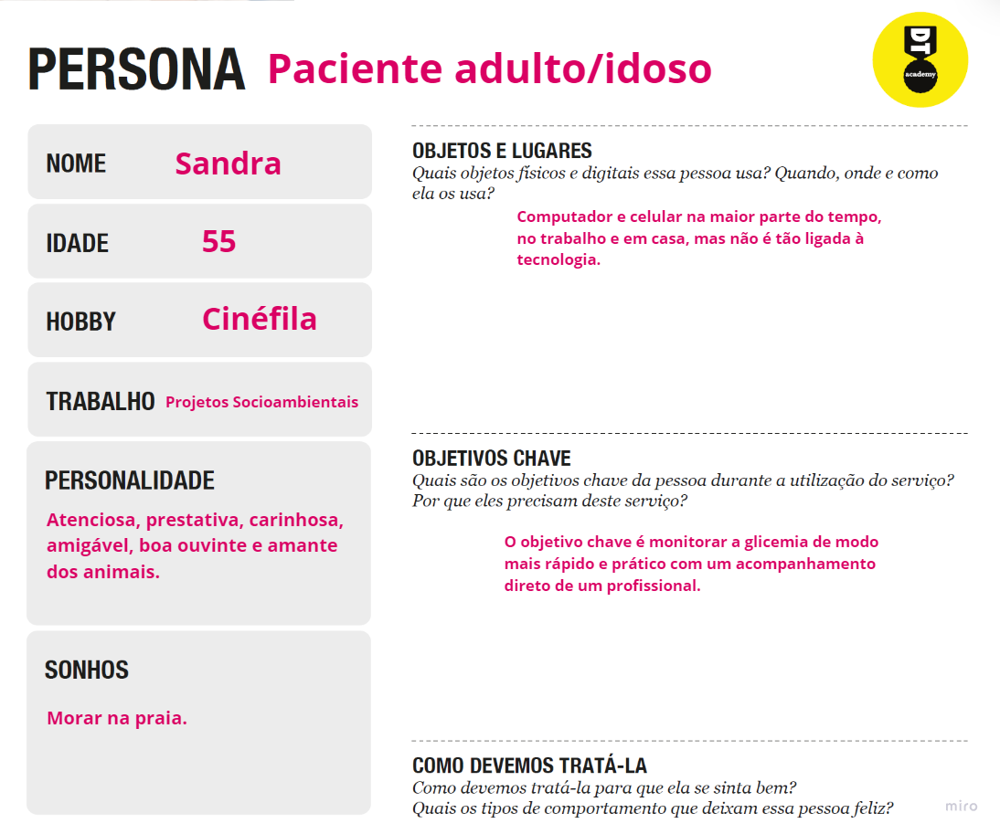 PERSONA Paciente adulto/idoso
DT
academy
NOME Sandra
IDADE 55
HOBBY Cinéfila
TRABALHO Projetos Socioambientais
PERSONALIDADE
Atenciosa, prestativa, carinhosa,
amigável, boa ouvinte e amante
dos animais.
SONHOS
Morar na praia.
OBJETOS E LUGARES
Quais objetos físicos e digitais essa pessoa usa? Quando, onde e como
ela os usa?
Computador e celular na maior parte do tempo,
no trabalho e em casa, mas não é tão ligada à
tecnologia.
OBJETIVOS CHAVE
Quais são os objetivos chave da pessoa durante a utilização do serviço?
Por que eles precisam deste serviço?
O objetivo chave é monitorar a glicemia de modo
mais rápido e prático com um acompanhamento
direto de um profissional.
COMO DEVEMOS TRATÁ-LA
Como devemos tratá-la para que ela se sinta bem?
Quais os tipos de comportamento que deixam essa pessoa feliz?
miro